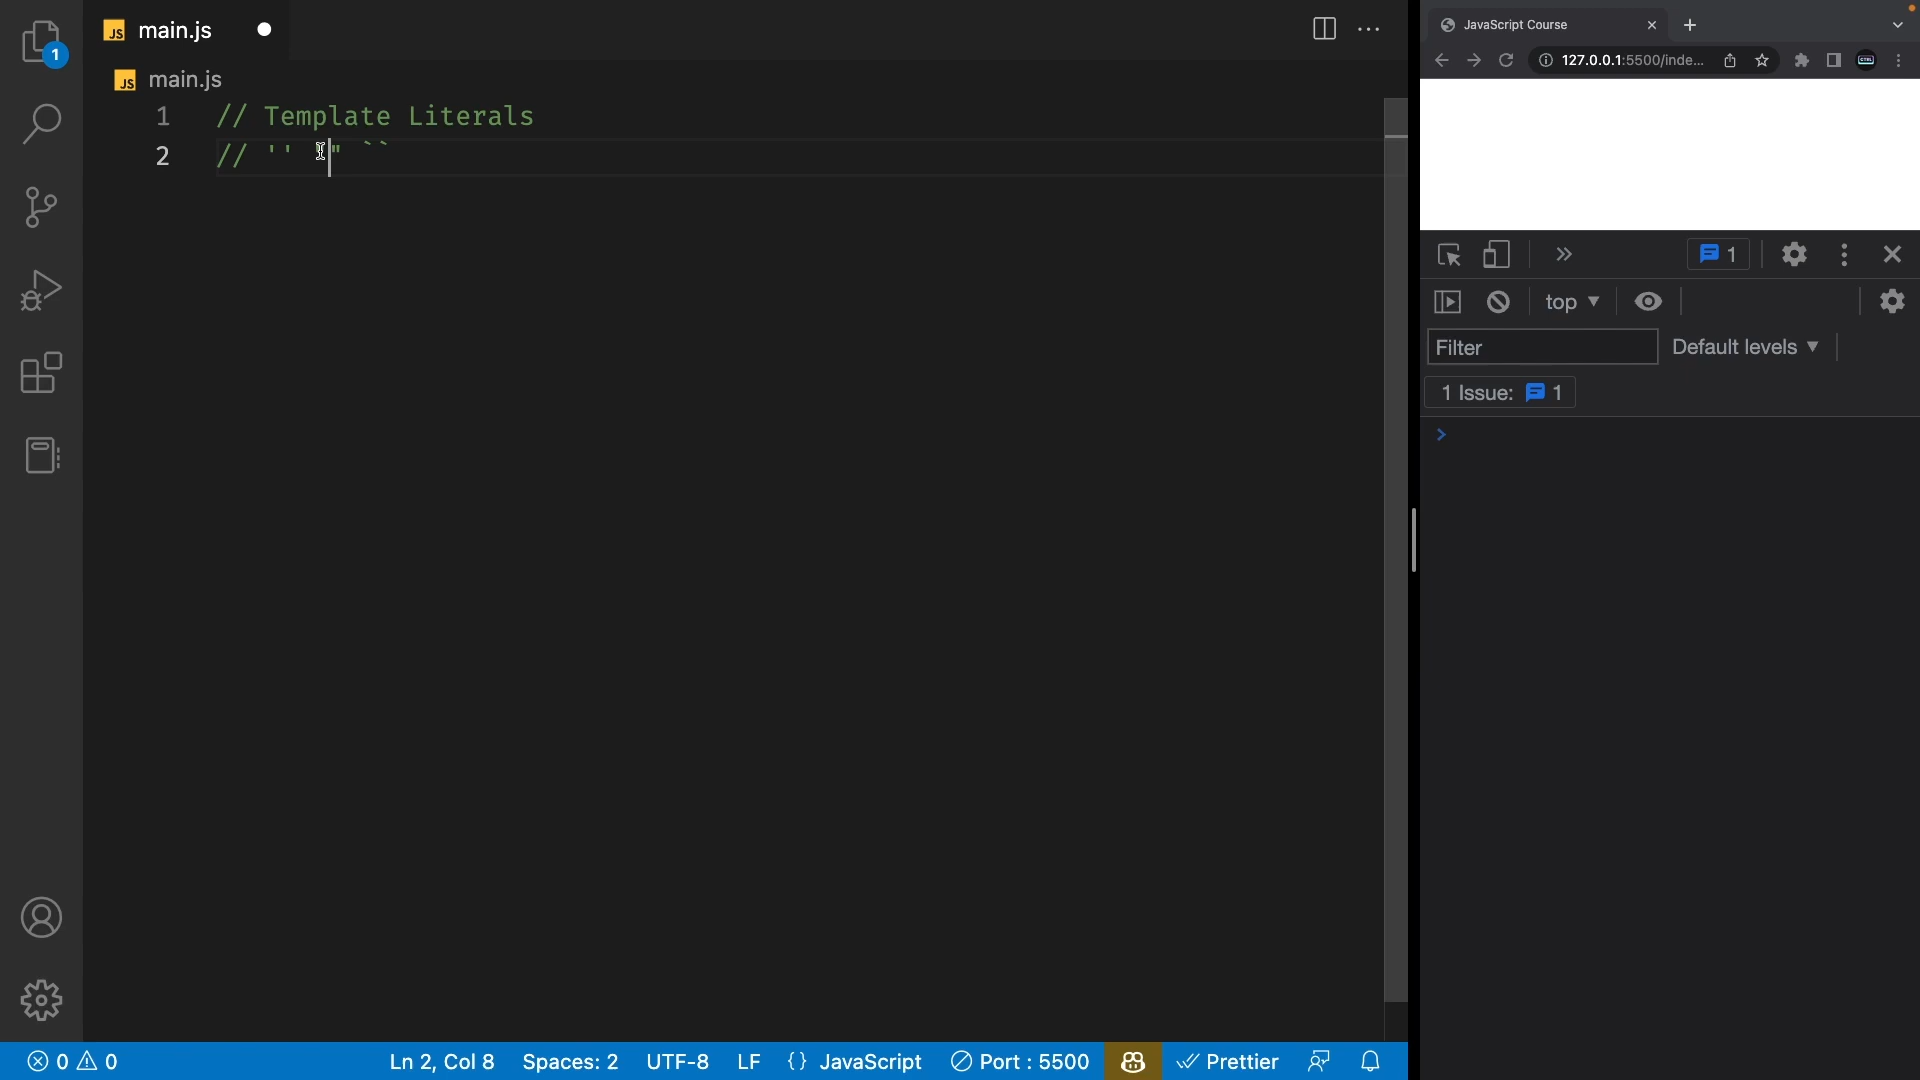 1
main.js
main.js
1 // Template Literals
2 // '' "" ``
0 0
Ln 2, Col 8 Spaces: 2 UTF-8 LF {} JavaScript Port : 5500 Prettier
JavaScript Course
127.0.0.1:5500/inde...
1
top
Filter Default levels
1 Issue: 1
>